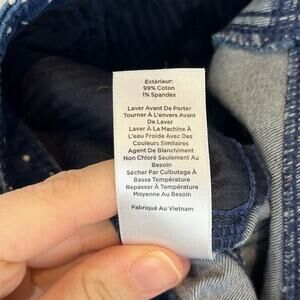 Extérieur:
99% Coton
1% Spandex
Laver Avant De Porter
Tourner À L'envers Avant
De Laver
Laver À La Machine À
L'eau Froide Avec Des
Couleurs Similaires
Agent De Blanchiment
Non Chloré Seulement Au
Besoin
Sécher Par Culbutage À
Basse Température
Repasser À Température
Moyenne Au Besoin
Fabriqué Au Vietnam